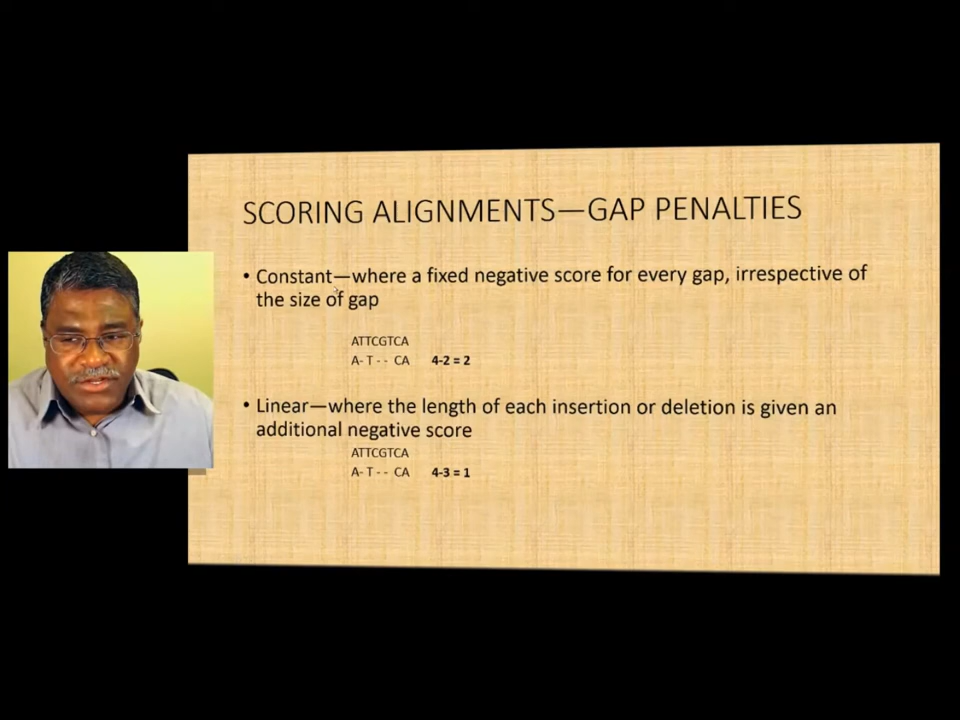 SCORING ALIGNMENTS—GAP PENALTIES
• Constant—where a fixed negative score for every gap, irrespective of
the size of gap
ATTCGTCA
A- T - - CA 4-2 = 2
• Linear—where the length of each insertion or deletion is given an
additional negative score
ATTCGTCA
A- T - - CA 4-3 = 1